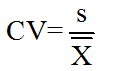 CV= s
X̿